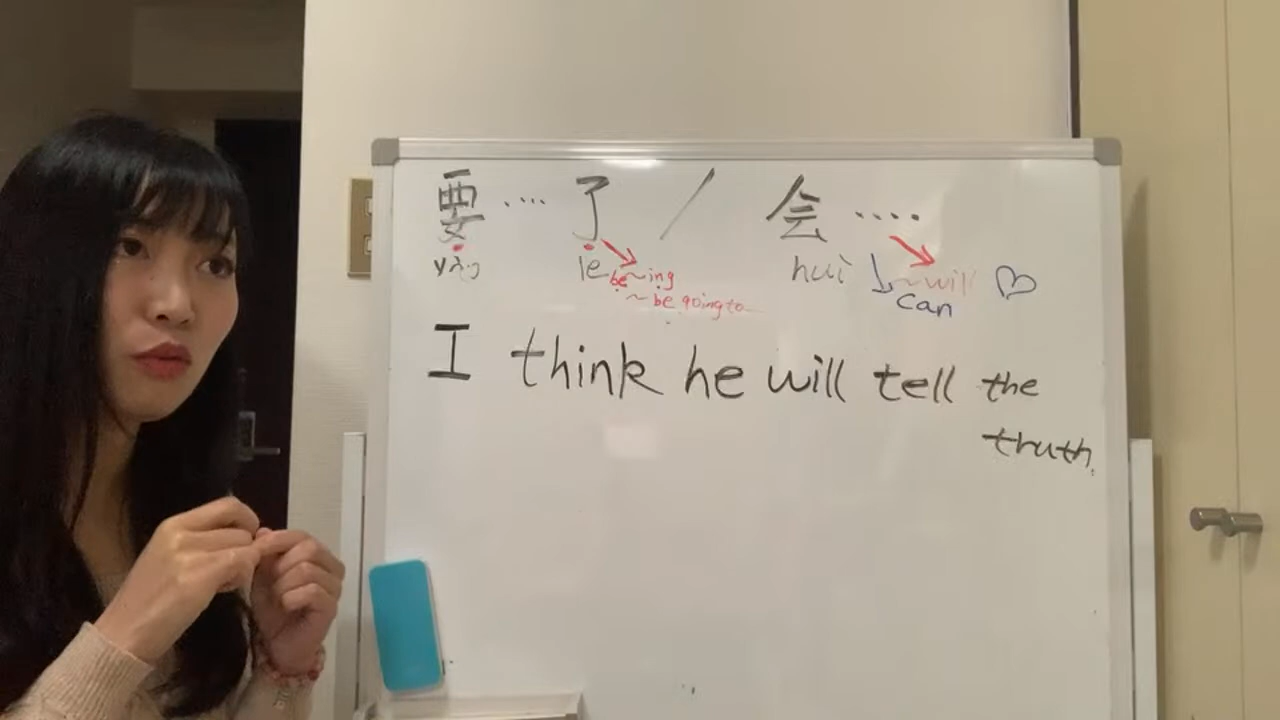 要 .... 了 / 会 ....
yào le huì
be~ing
~will
~be going to...
can
I think he will tell the
truth.